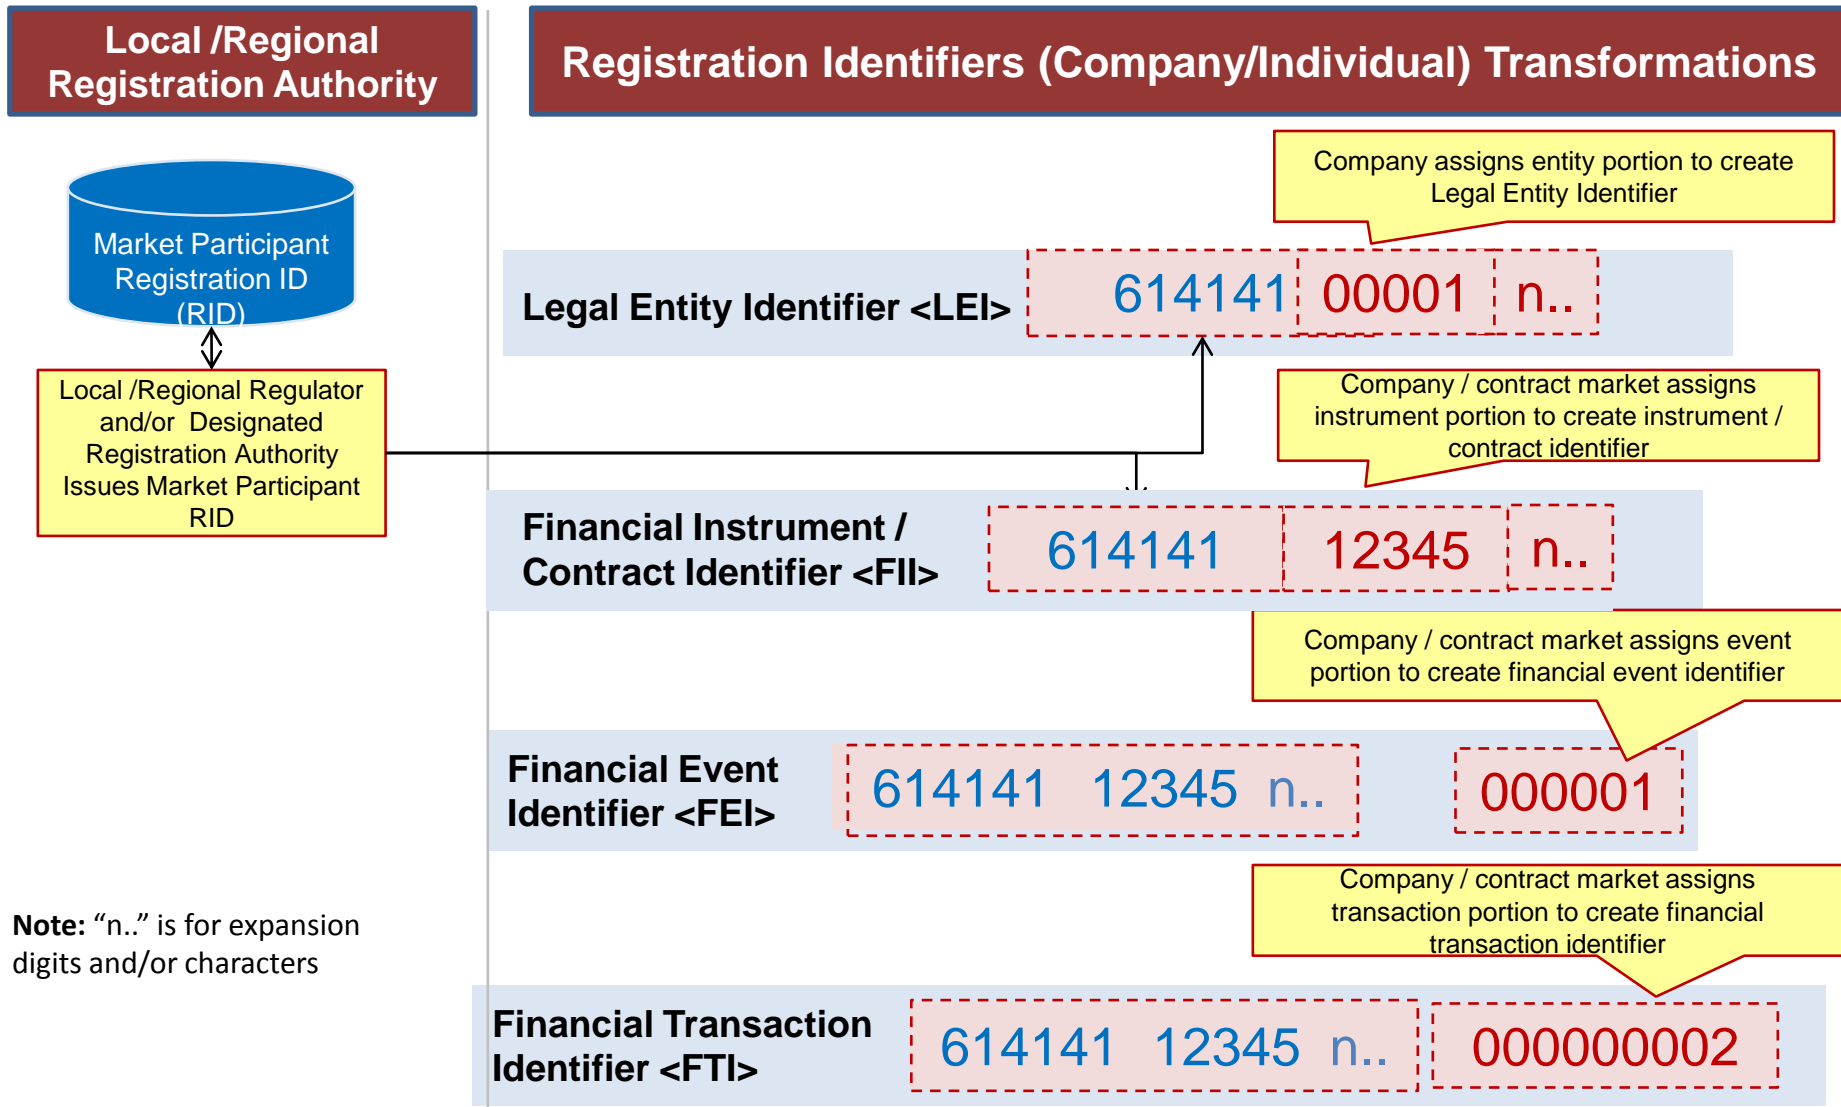 Local /Regional
Registration Authority
Registration Identifiers (Company/Individual) Transformations
Market Participant
Registration ID
(RID)
Local /Regional Regulator
and/or  Designated
Registration Authority
Issues Market Participant
RID
Company assigns entity portion to create
Legal Entity Identifier
Legal Entity Identifier <LEI>
614141 00001 n..
Company / contract market assigns
instrument portion to create instrument /
contract identifier
Financial Instrument /
Contract Identifier <FII>
614141 12345 n..
Company / contract market assigns event
portion to create financial event identifier
Financial Event
Identifier <FEI>
614141 12345 n.. 000001
Company / contract market assigns
transaction portion to create financial
transaction identifier
Financial Transaction
Identifier <FTI>
614141 12345 n.. 000000002
Note: “n..” is for expansion
digits and/or characters